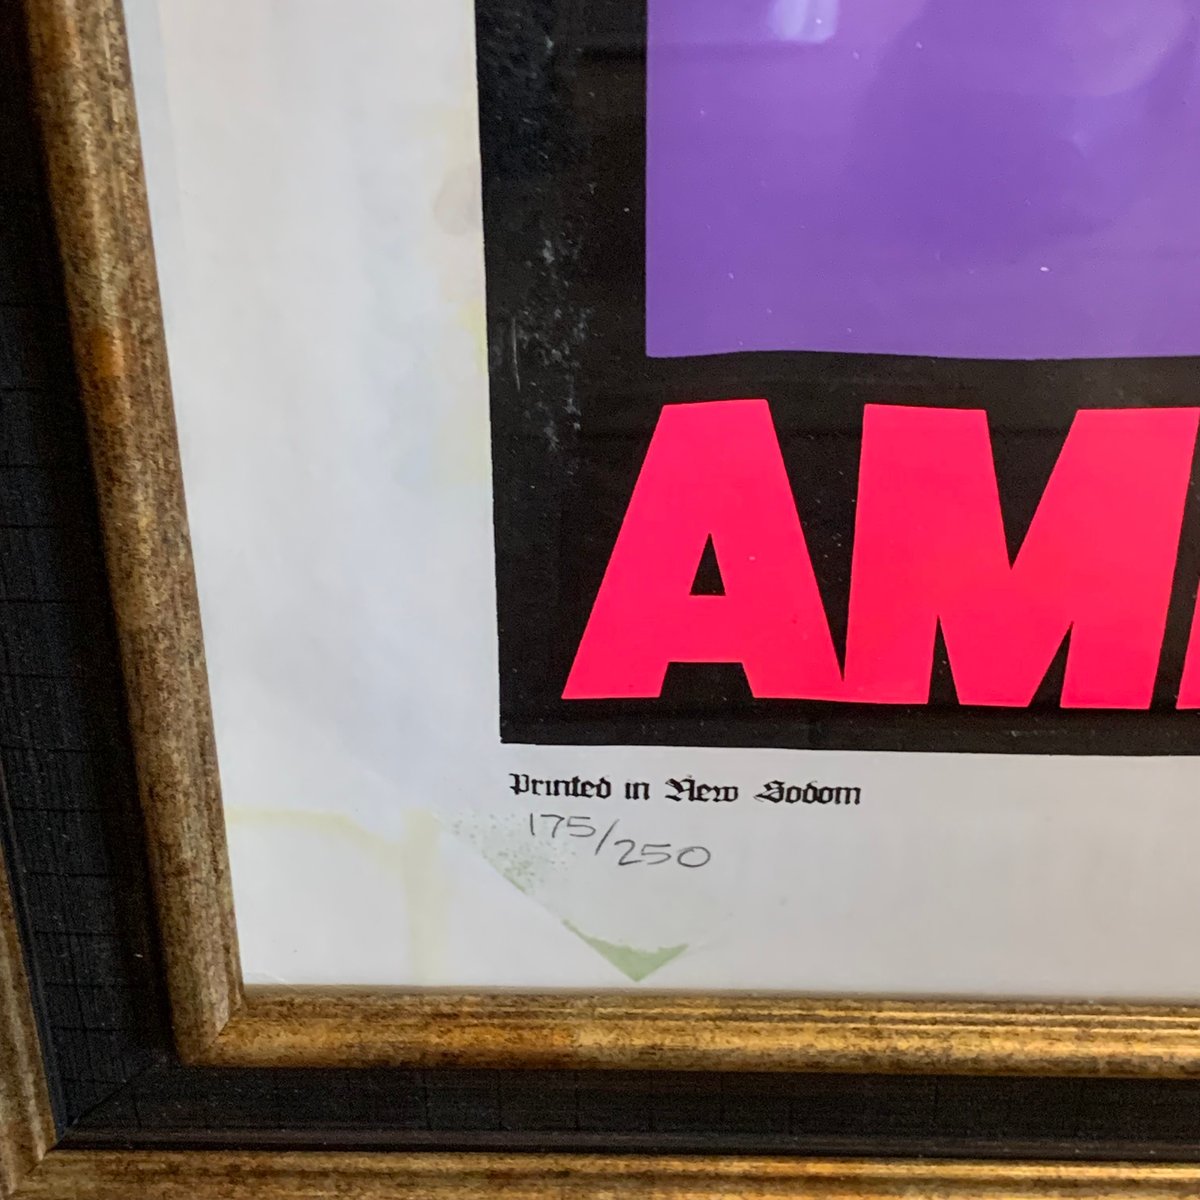 AM
Printed in New Sodom
175/250